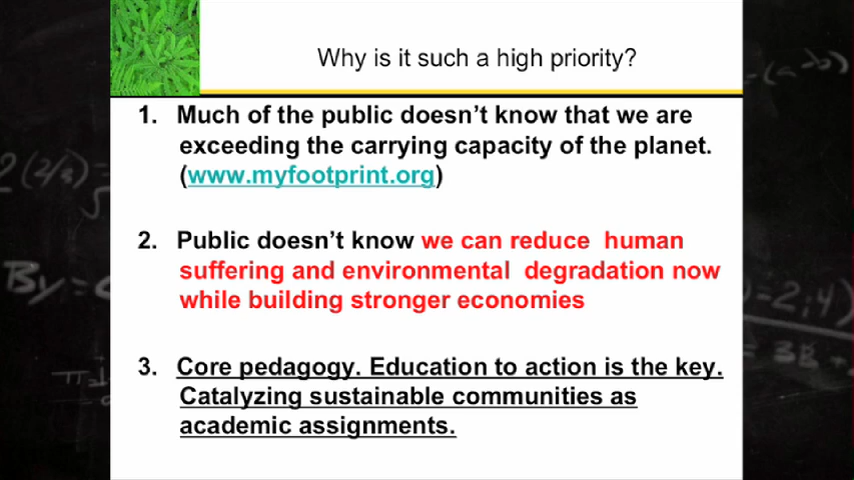 Why is it such a high priority?
1. Much of the public doesn't know that we are
exceeding the carrying capacity of the planet.
(www.myfootprint.org)
2. Public doesn't know we can reduce human
suffering and environmental degradation now
while building stronger economies
3. Core pedagogy. Education to action is the key.
Catalyzing sustainable communities as
academic assignments.
By=
=2;4)